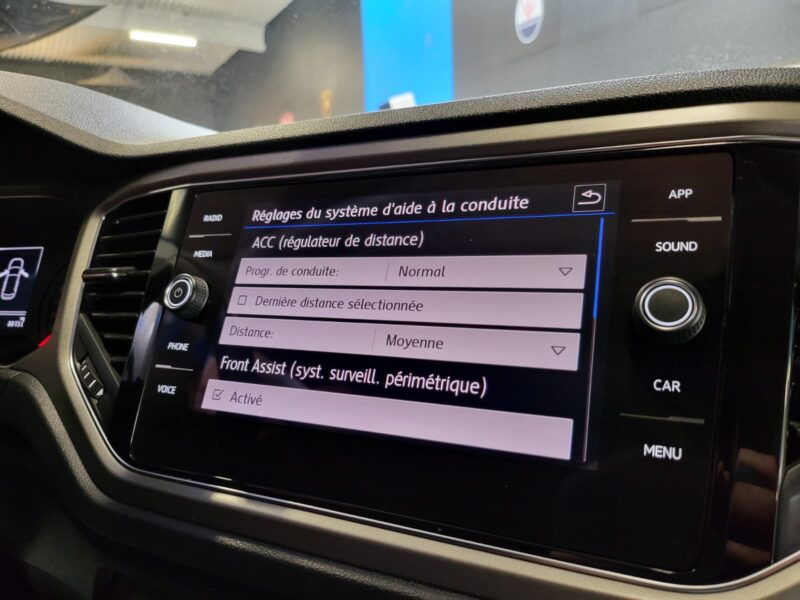 RADIO
MEDIA
PHONE
VOICE
Réglages du système d'aide à la conduite
ACC (régulateur de distance)
Progr. de conduite: Normal
Dernière distance sélectionnée
Distance: Moyenne
Front Assist (syst. surveill. périmétrique)
Activé
APP
SOUND
CAR
MENU